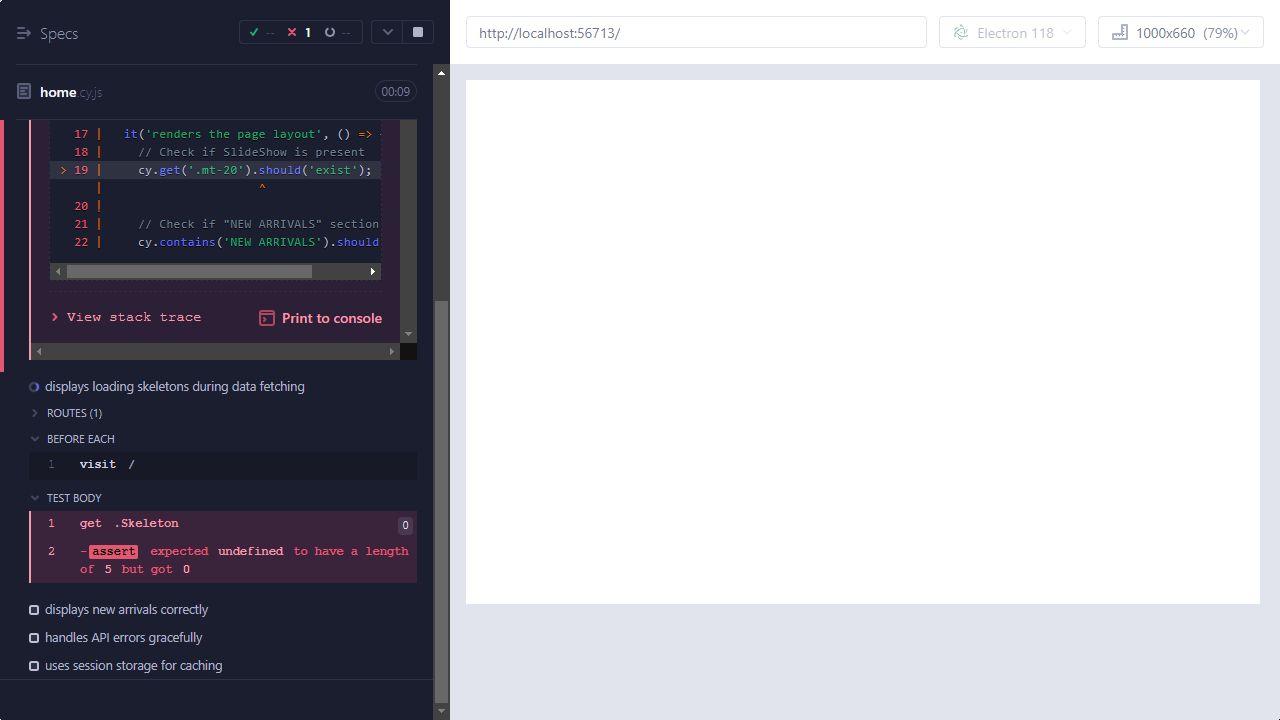 Specs
-- 1 --
http://localhost:56713/
Electron 118
1000x660 (79%)
home.cy.js
00:09
17 | it('renders the page layout', () =>
18 | // Check if SlideShow is present
> 19 | cy.get('.mt-20').should('exist');
| ^
20 |
21 | // Check if "NEW ARRIVALS" section
22 | cy.contains('NEW ARRIVALS').should
View stack trace
Print to console
displays loading skeletons during data fetching
ROUTES (1)
BEFORE EACH
1 visit /
TEST BODY
1 get .Skeleton 0
2 -assert expected undefined to have a length
of 5 but got 0
displays new arrivals correctly
handles API errors gracefully
uses session storage for caching